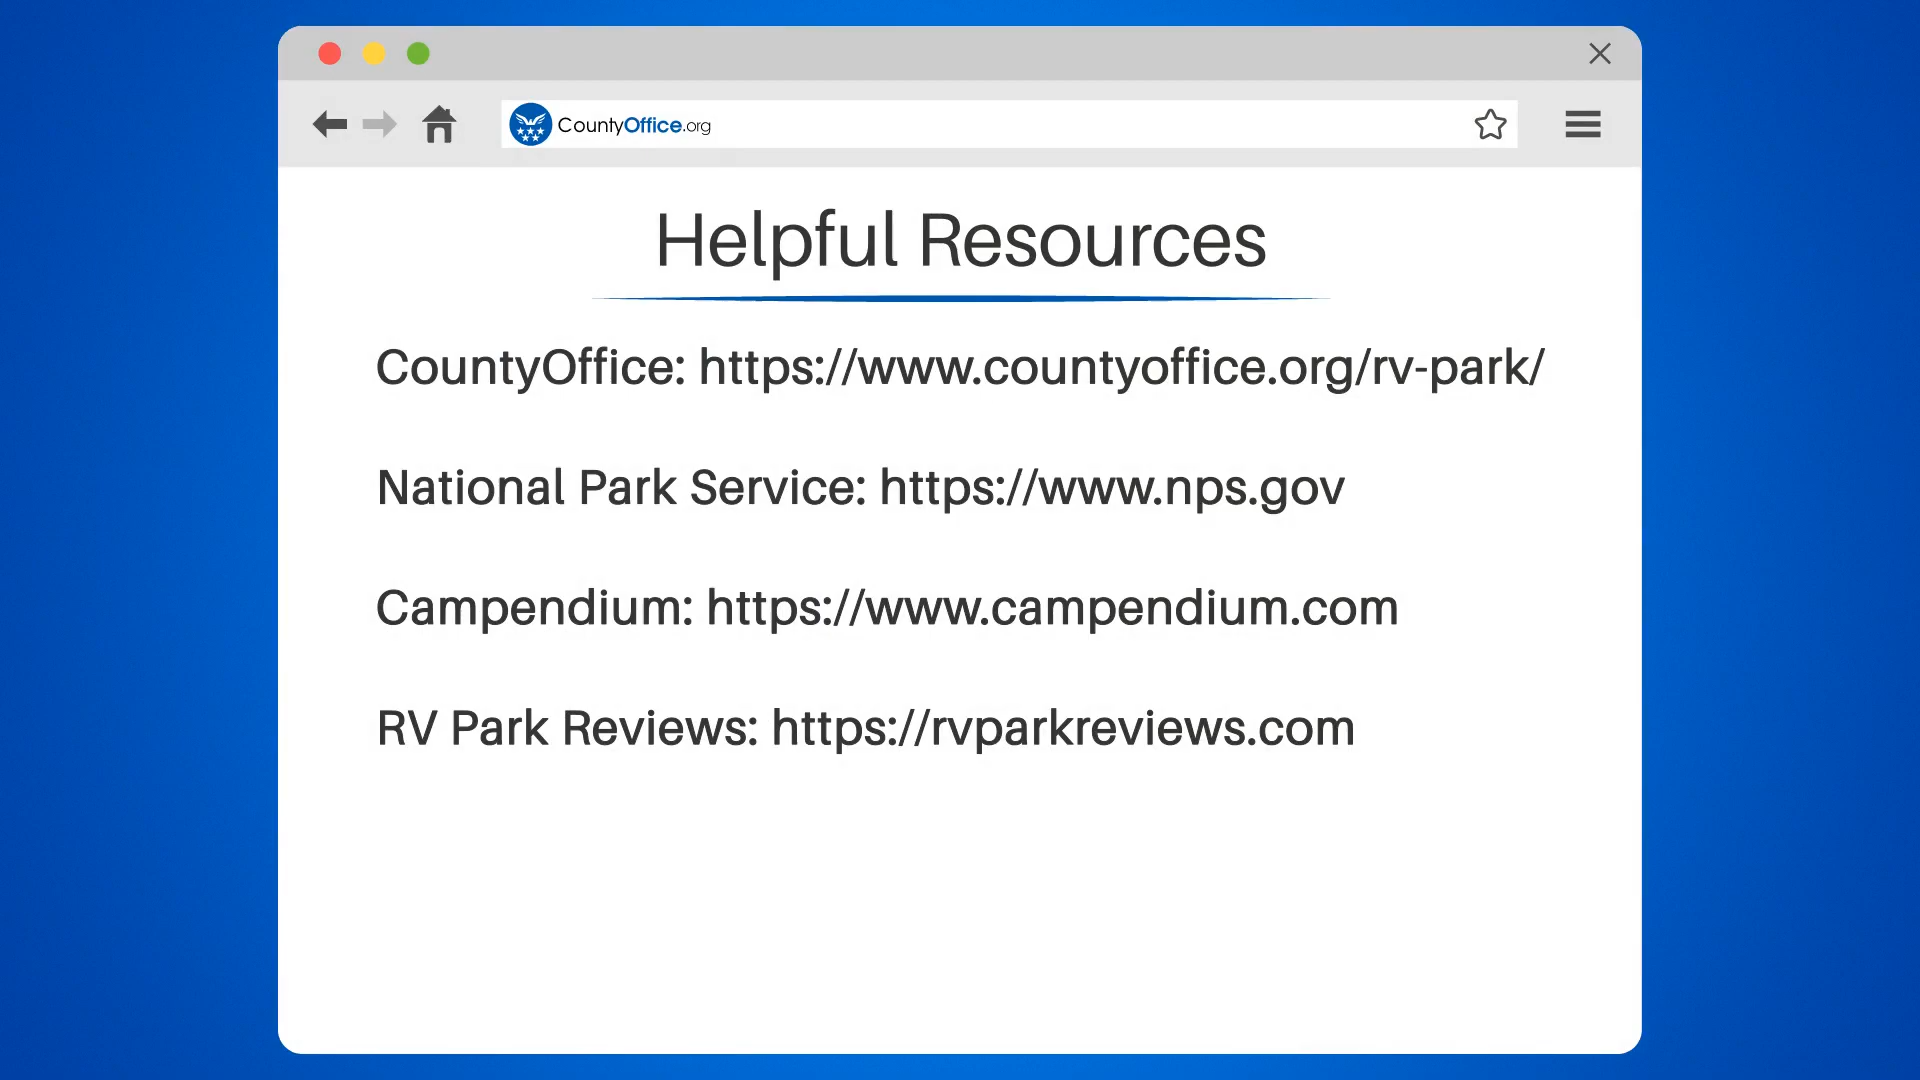 CountyOffice.org
Helpful Resources
CountyOffice: https://www.countyoffice.org/rv-park/
National Park Service: https://www.nps.gov
Campendium: https://www.campendium.com
RV Park Reviews: https://rvparkreviews.com